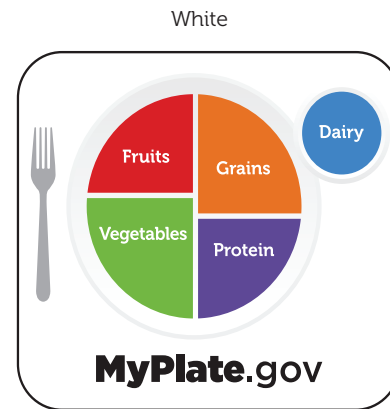 White
Fruits
Grains
Dairy
Vegetables
Protein
MyPlate.gov